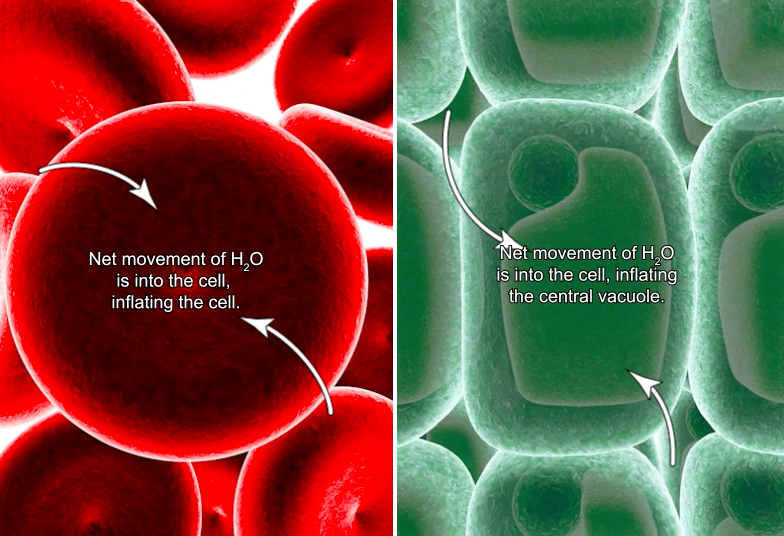 Net movement of H₂O
is into the cell,
inflating the cell.
Net movement of H₂O
is into the cell, inflating
the central vacuole.